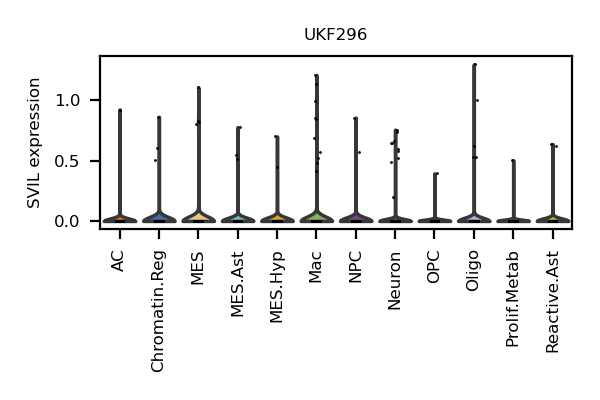 UKF296
SVIL expression
1.0
0.5
0.0
AC
Chromatin.Reg
MES
MES.Ast
MES.Hyp
Mac
NPC
Neuron
OPC
Oligo
Prolif.Metab
Reactive.Ast